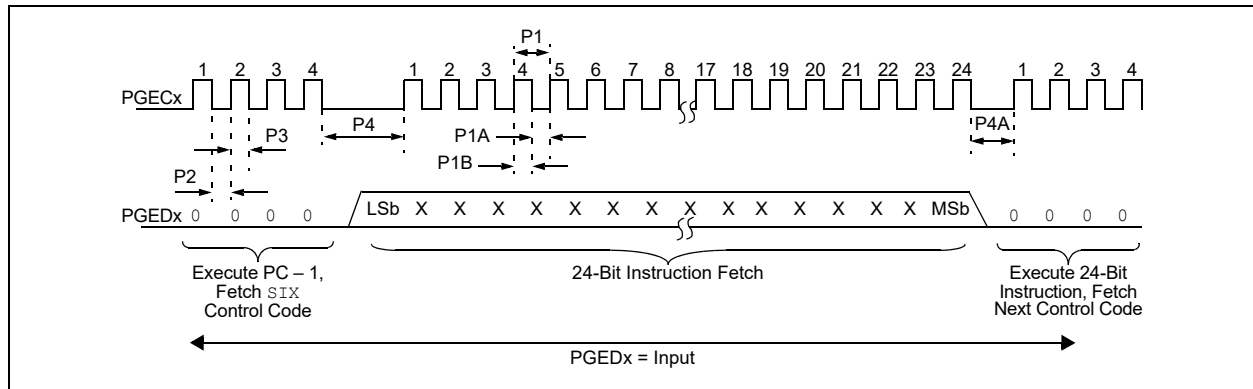 P1
1 2 3 4 1 2 3 4 5 6 7 8 17 18 19 20 21 22 23 24 1 2 3 4
PGECx
P3 P4 P1A P4A
P1B
P2
PGEDx 0 0 0 0 LSb X X X X X X X X X X X X X X MSb 0 0 0 0
Execute PC – 1,
Fetch SIX
Control Code
24-Bit Instruction Fetch
Execute 24-Bit
Instruction, Fetch
Next Control Code
PGEDx = Input